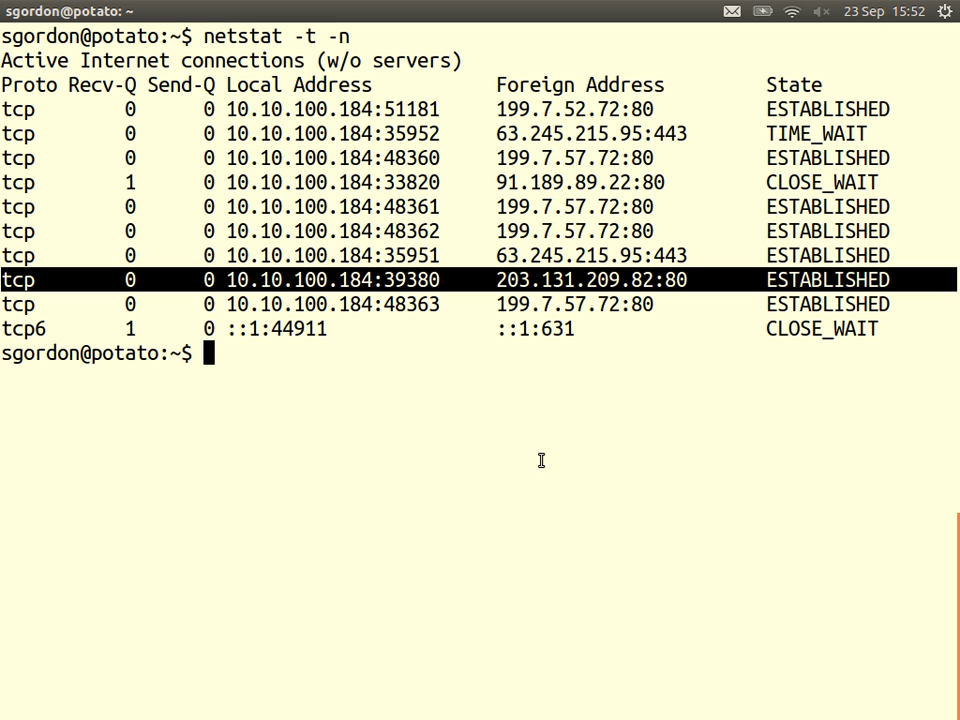 sgordon@potato: ~ 23 Sep 15:52
sgordon@potato:~$ netstat -t -n
Active Internet connections (w/o servers)
Proto Recv-Q Send-Q Local Address Foreign Address State
tcp 0 0 10.10.100.184:51181 199.7.52.72:80 ESTABLISHED
tcp 0 0 10.10.100.184:35952 63.245.215.95:443 TIME_WAIT
tcp 0 0 10.10.100.184:48360 199.7.57.72:80 ESTABLISHED
tcp 1 0 10.10.100.184:33820 91.189.89.22:80 CLOSE_WAIT
tcp 0 0 10.10.100.184:48361 199.7.57.72:80 ESTABLISHED
tcp 0 0 10.10.100.184:48362 199.7.57.72:80 ESTABLISHED
tcp 0 0 10.10.100.184:35951 63.245.215.95:443 ESTABLISHED
tcp 0 0 10.10.100.184:39380 203.131.209.82:80 ESTABLISHED
tcp 0 0 10.10.100.184:48363 199.7.57.72:80 ESTABLISHED
tcp6 1 0 ::1:44911 ::1:631 CLOSE_WAIT
sgordon@potato:~$